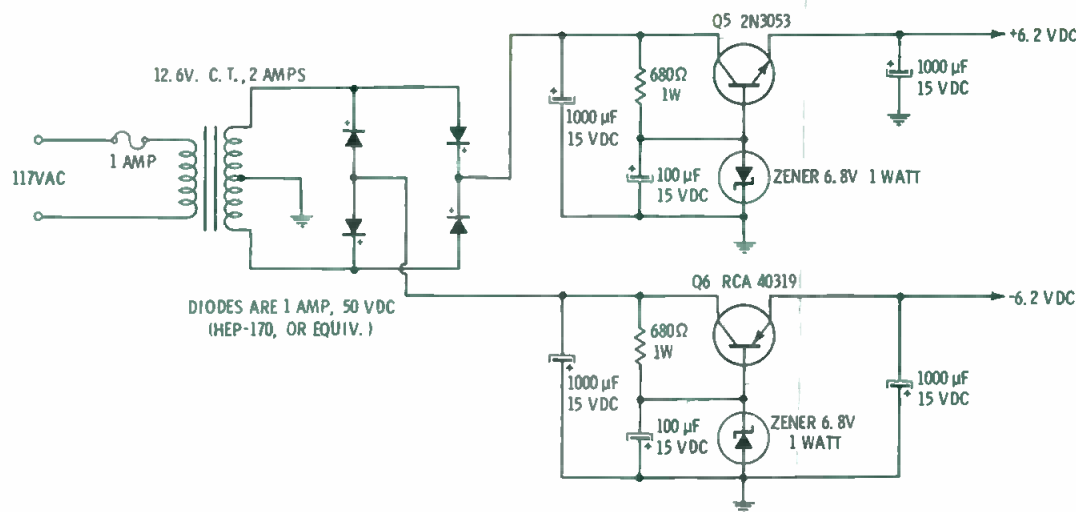 Q5 2N3053
+6.2 VDC
12.6V. C.T., 2 AMPS
680Ω
1W
1000 µF
15 VDC
+
1000 µF
15 VDC
+
1 AMP
117VAC
+
+
+
+
100 µF
15 VDC
+
ZENER 6.8V 1 WATT
DIODES ARE 1 AMP, 50 VDC
(HEP-170, OR EQUIV.)
Q6 RCA 40319
-6.2 VDC
680Ω
1W
1000 µF
15 VDC
+
1000 µF
15 VDC
+
100 µF
15 VDC
+
ZENER 6.8V
1 WATT